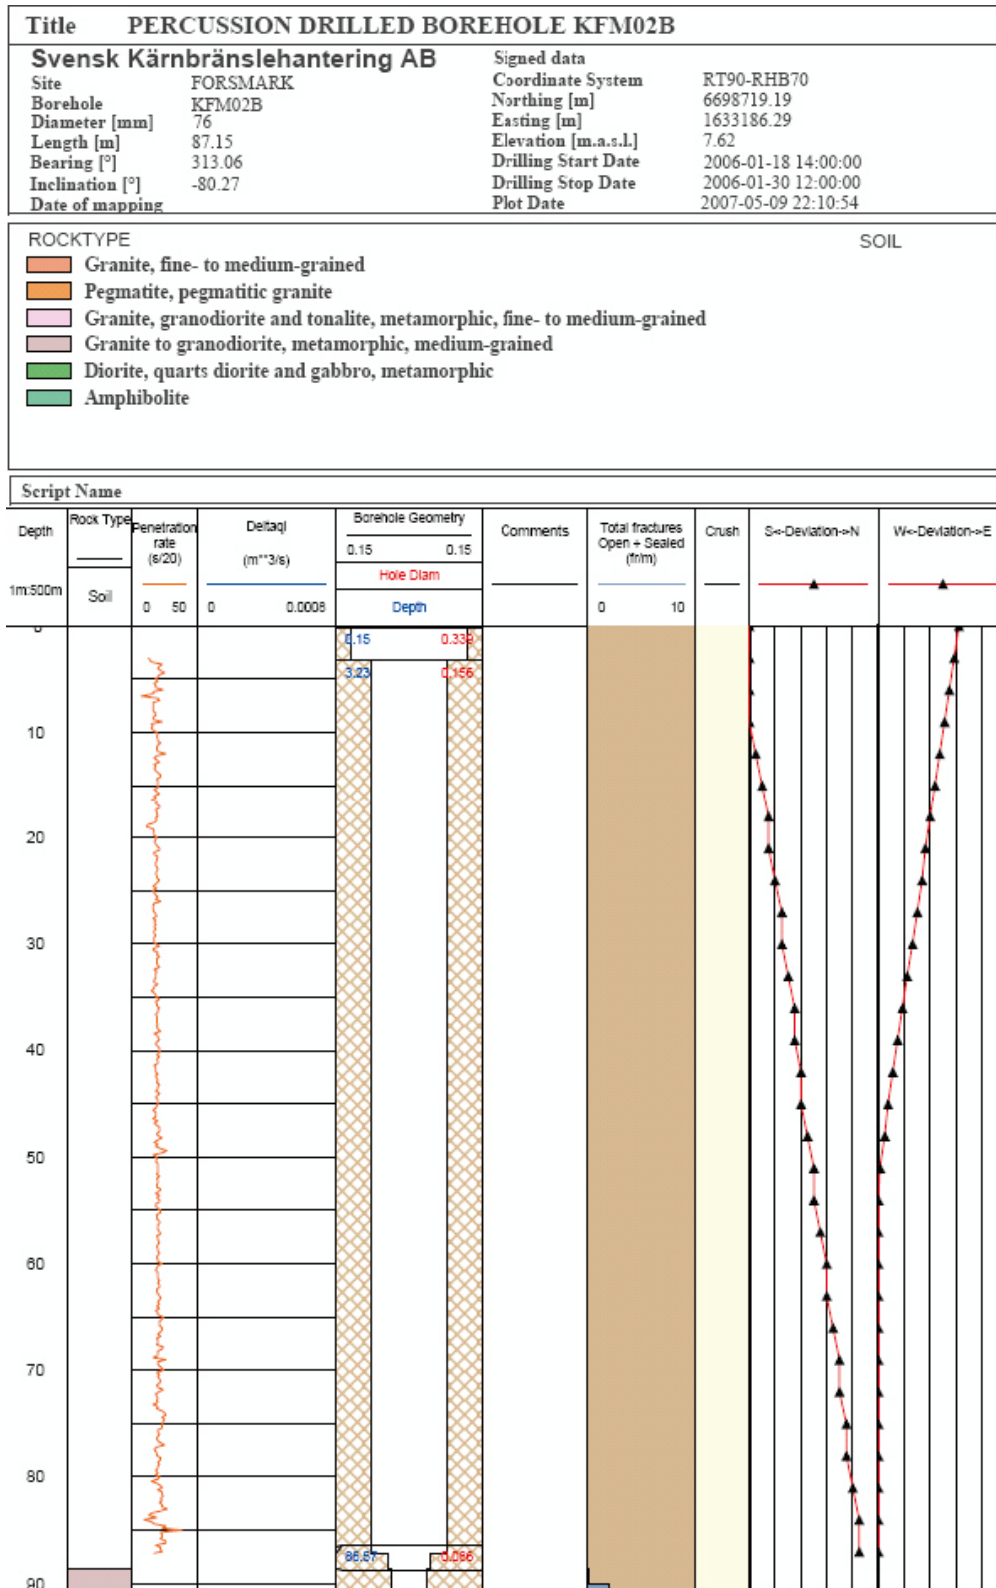 Title PERCUSSION DRILLED BOREHOLE KFM02B
Svensk Kärnbränslehantering AB
Site FORSMARK
Borehole KFM02B
Diameter [mm] 76
Length [m] 87.15
Bearing [°] 313.06
Inclination [°] -80.27
Date of mapping
Signed data
Coordinate System RT90-RHB70
Northing [m] 6698719.19
Easting [m] 1633186.29
Elevation [m.a.s.l.] 7.62
Drilling Start Date 2006-01-18 14:00:00
Drilling Stop Date 2006-01-30 12:00:00
Plot Date 2007-05-09 22:10:54
ROCKTYPE SOIL
Granite, fine- to medium-grained
Pegmatite, pegmatitic granite
Granite, granodiorite and tonalite, metamorphic, fine- to medium-grained
Granite to granodiorite, metamorphic, medium-grained
Diorite, quarts diorite and gabbro, metamorphic
Amphibolite
Script Name
Depth
1m:500m
Rock Type
Soil
Penetration
rate
(s/20)
0 50
Deltaql
(m**3/s)
0 0.0008
Borehole Geometry
0.15 0.15
Hole Diam
Depth
Comments
Total fractures
Open + Sealed
(fr/m)
0 10
Crush
S<-Deviation->N
W<-Deviation->E
0
0.15 0.339
3.23 0.156
10
20
30
40
50
60
70
80
86.57 0.086
90